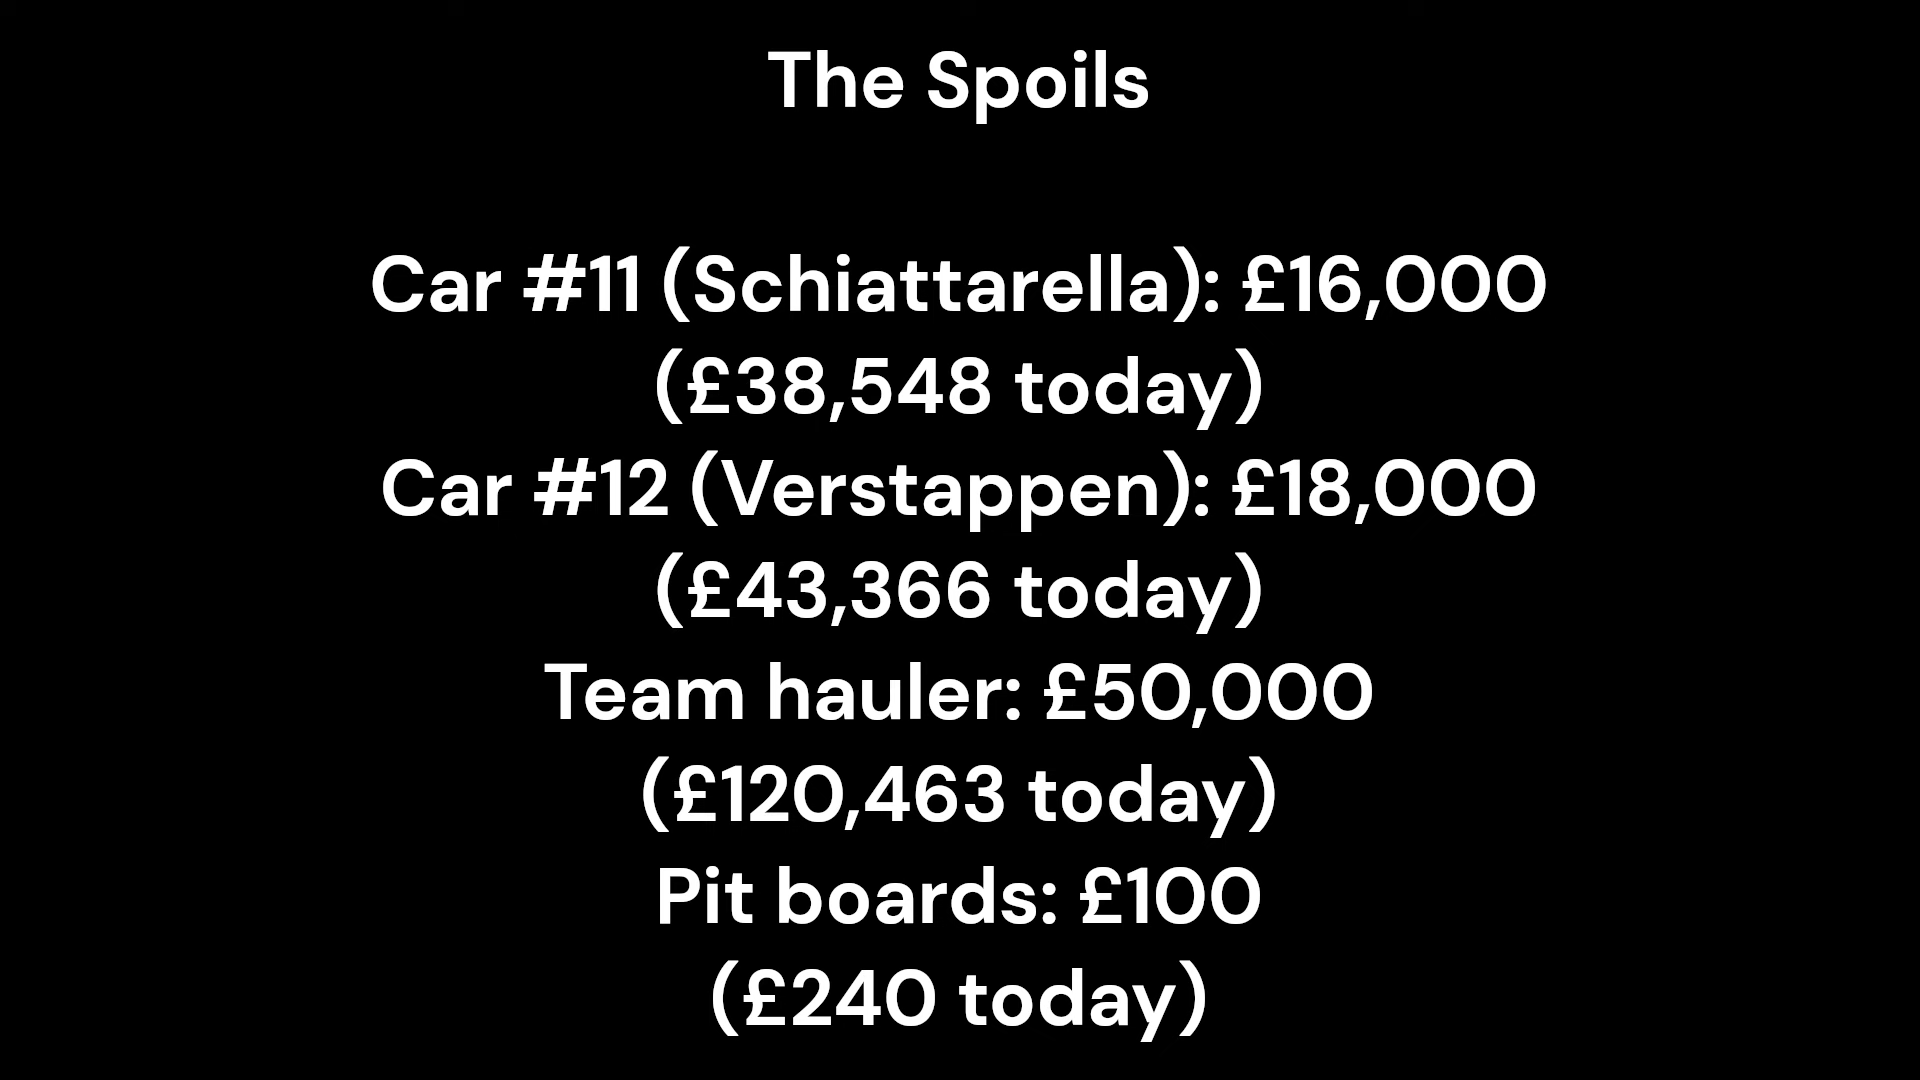 The Spoils
Car #11 (Schiattarella): £16,000
(£38,548 today)
Car #12 (Verstappen): £18,000
(£43,366 today)
Team hauler: £50,000
(£120,463 today)
Pit boards: £100
(£240 today)